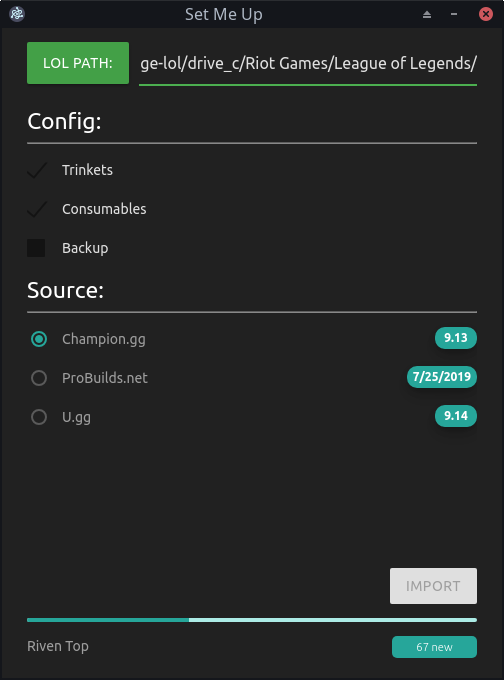 Set Me Up
LOL PATH: ge-lol/drive_c/Riot Games/League of Legends/
Config:
Trinkets
Consumables
Backup
Source:
Champion.gg 9.13
ProBuilds.net 7/25/2019
U.gg 9.14
IMPORT
Riven Top 67 new